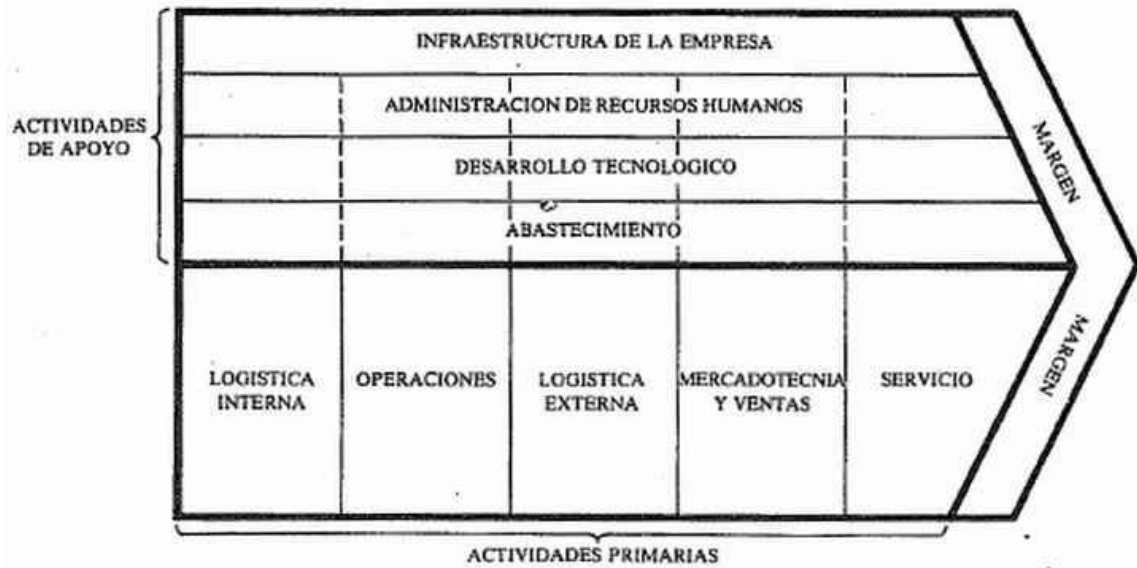 INFRAESTRUCTURA DE LA EMPRESA
ADMINISTRACION DE RECURSOS HUMANOS
ACTIVIDADES
DE APOYO
DESARROLLO TECNOLOGICO
ABASTECIMIENTO
MARGEN
LOGISTICA
INTERNA
OPERACIONES
LOGISTICA
EXTERNA
MERCADOTECNIA
Y VENTAS
SERVICIO
MARGEN
ACTIVIDADES PRIMARIAS